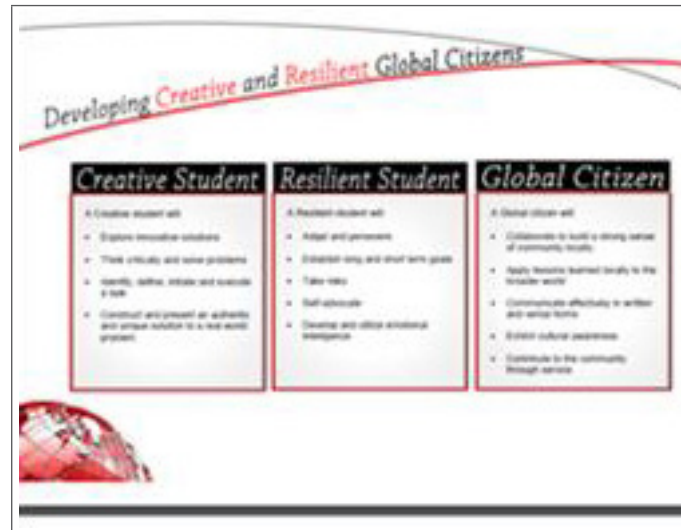 Developing Creative and Resilient Global Citizens
Creative Student
A Creative student will:
Explore innovative solutions
Think critically and solve problems
Identify, define, initiate and execute
a task
Construct and present an authentic
and unique solution to a real world
problem
Resilient Student
A Resilient student will:
Adapt and persevere
Establish long and short term goals
Take risks
Self-advocate
Develop and utilize emotional
intelligence
Global Citizen
A Global citizen will:
Collaborate to build a strong sense
of community locally
Apply lessons learned locally to the
broader world
Communicate effectively in written
and verbal forms
Exhibit cultural awareness
Contribute to the community
through service